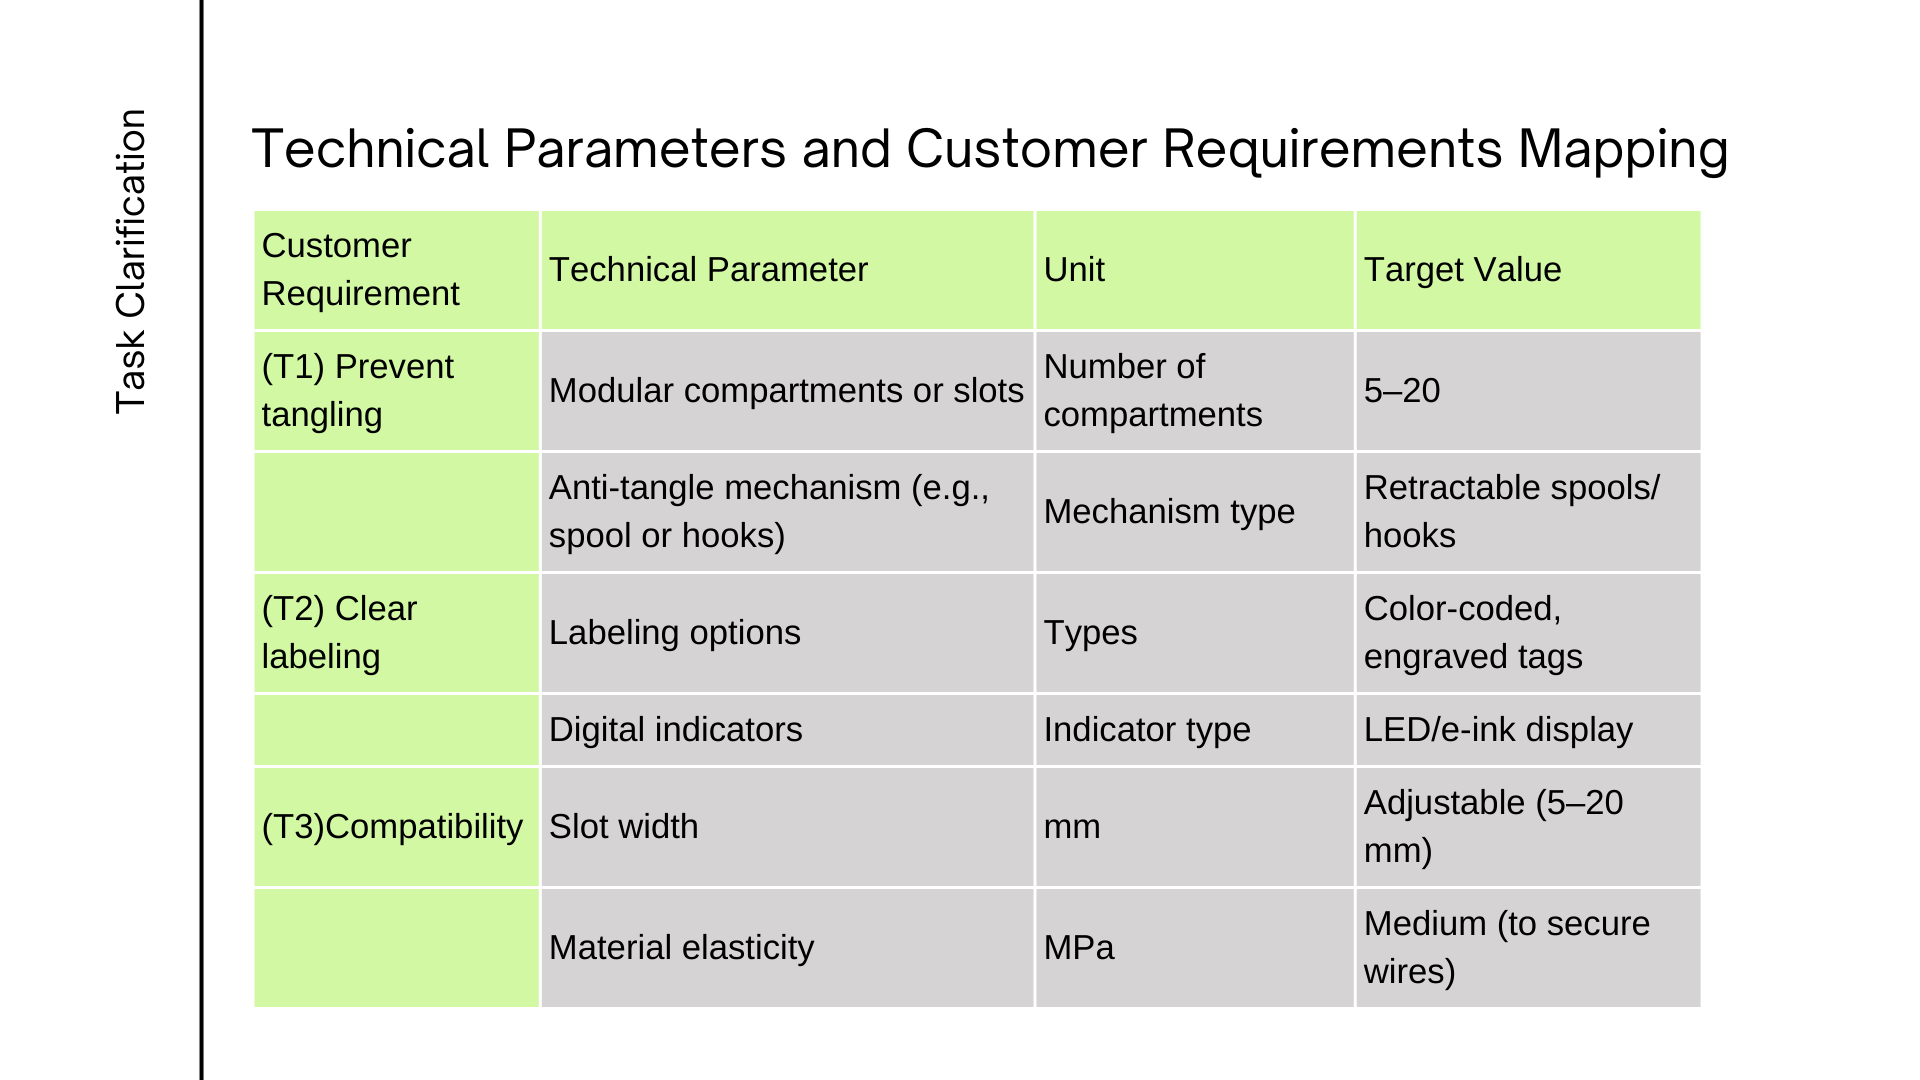 Task Clarification
Technical Parameters and Customer Requirements Mapping
Customer
Requirement
Technical Parameter
Unit
Target Value
(T1) Prevent
tangling
Modular compartments or slots
Number of
compartments
5–20
Anti-tangle mechanism (e.g.,
spool or hooks)
Mechanism type
Retractable spools/
hooks
(T2) Clear
labeling
Labeling options
Types
Color-coded,
engraved tags
Digital indicators
Indicator type
LED/e-ink display
(T3)Compatibility
Slot width
mm
Adjustable (5–20
mm)
Material elasticity
MPa
Medium (to secure
wires)